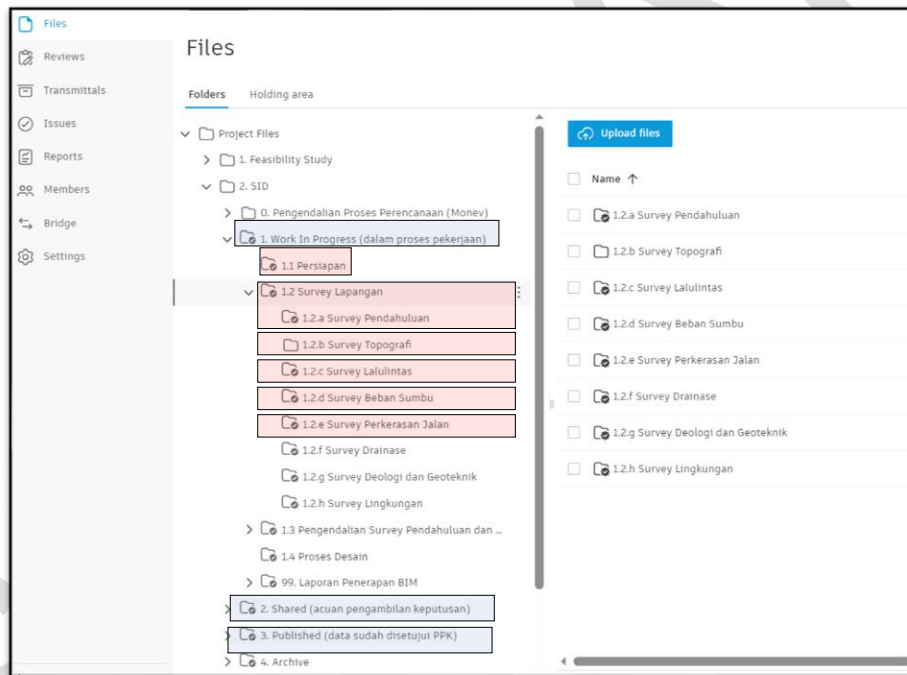 Files
Reviews
Transmittals
Issues
Reports
Members
Bridge
Settings
Files
Folders Holding area
Project Files
1. Feasibility Study
2. SID
0. Pengendalian Proses Perencanaan (Monev)
1. Work In Progress (dalam proses pekerjaan)
1.1 Persiapan
1.2 Survey Lapangan
1.2.a Survey Pendahuluan
1.2.b Survey Topografi
1.2.c Survey Lalulintas
1.2.d Survey Beban Sumbu
1.2.e Survey Perkerasan Jalan
1.2.f Survey Drainase
1.2.g Survey Deologi dan Geoteknik
1.2.h Survey Lingkungan
1.3 Pengendalian Survey Pendahuluan dan ...
1.4 Proses Desain
99. Laporan Penerapan BIM
2. Shared (acuan pengambilan keputusan)
3. Published (data sudah disetujui PPK)
4. Archive
Upload files
Name
1.2.a Survey Pendahuluan
1.2.b Survey Topografi
1.2.c Survey Lalulintas
1.2.d Survey Beban Sumbu
1.2.e Survey Perkerasan Jalan
1.2.f Survey Drainase
1.2.g Survey Deologi dan Geoteknik
1.2.h Survey Lingkungan